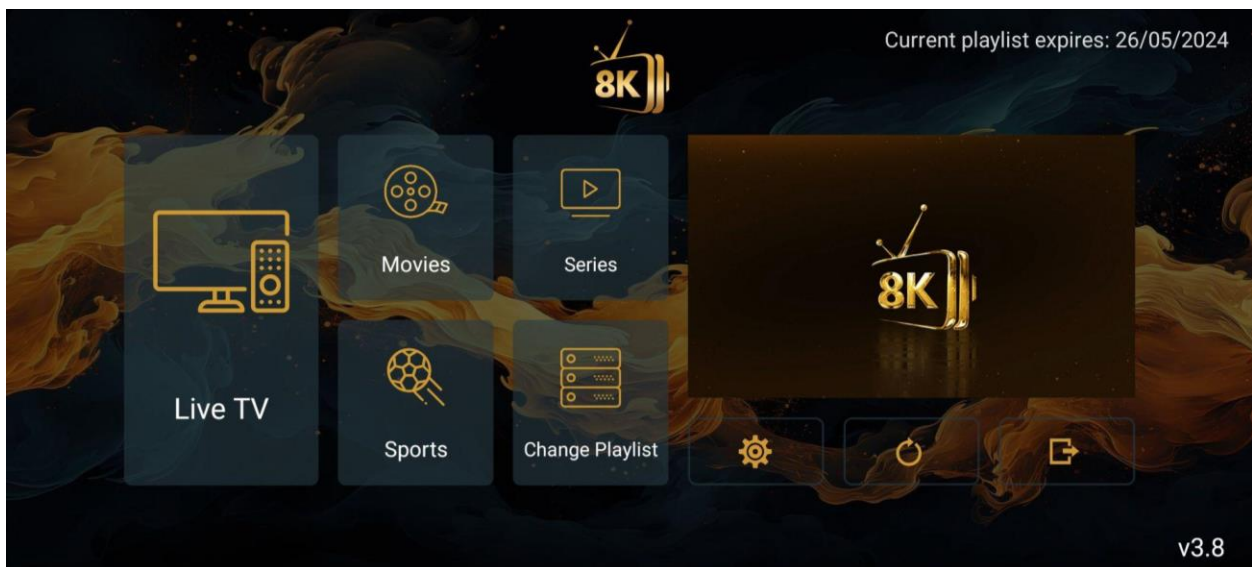 Current playlist expires: 26/05/2024
8K
Movies
Series
8K
Live TV
Sports
Change Playlist
v3.8